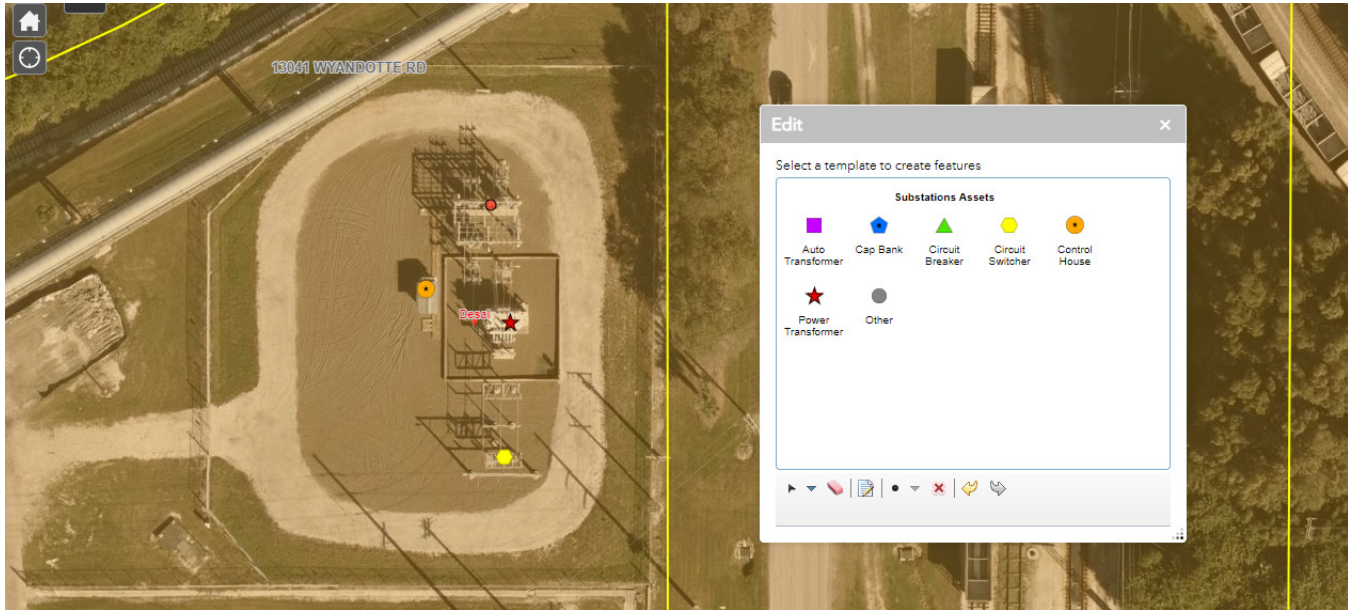 13041 WYANDOTTE RD
Desal
Edit
Select a template to create features
Substations Assets
Auto
Transformer
Cap Bank
Circuit
Breaker
Circuit
Switcher
Control
House
Power
Transformer
Other